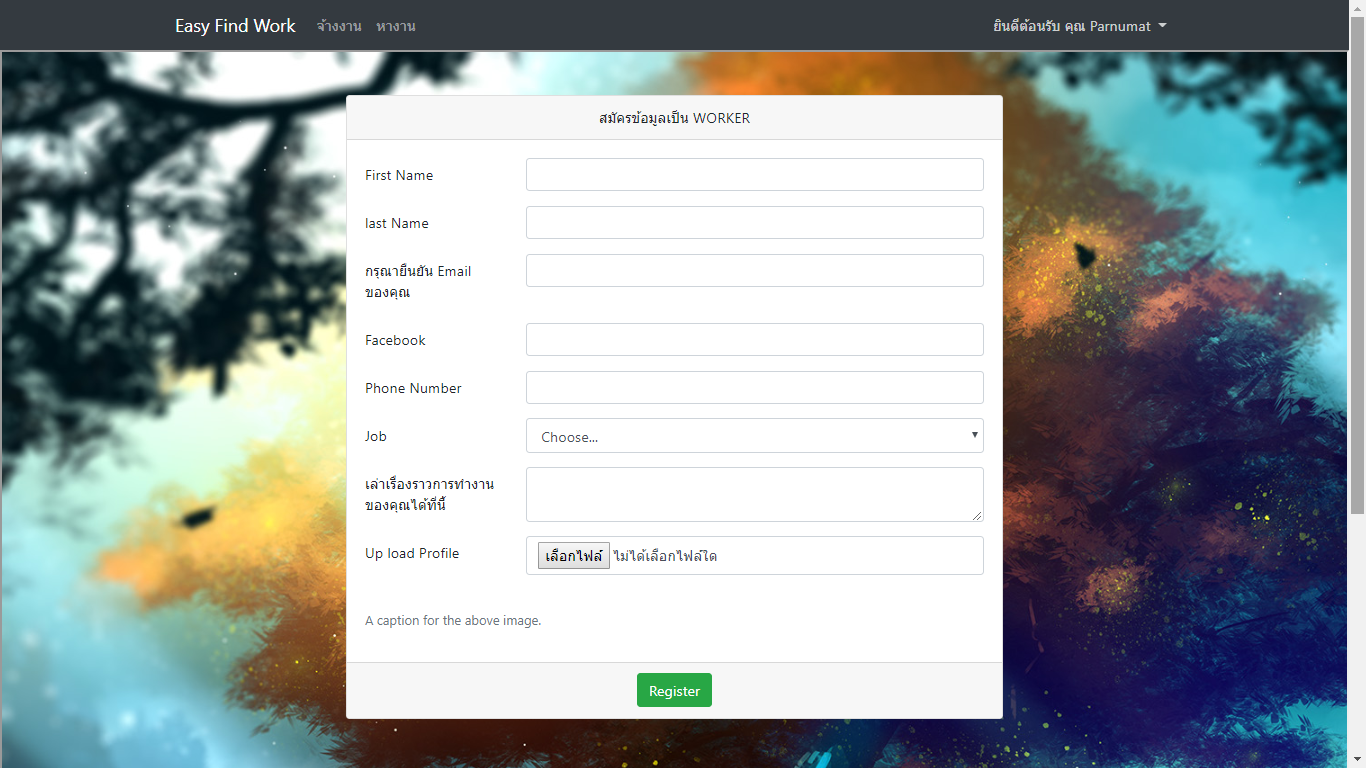 Easy Find Work จ้างงาน หางาน ยินดีต้อนรับ คุณ Parnumat
สมัครข้อมูลเป็น WORKER
First Name
last Name
กรุณายืนยัน Email
ของคุณ
Facebook
Phone Number
Job Choose...
เล่าเรื่องราวการทำงาน
ของคุณได้ที่นี้
Up load Profile เลือกไฟล์ ไม่ได้เลือกไฟล์ใด
A caption for the above image.
Register